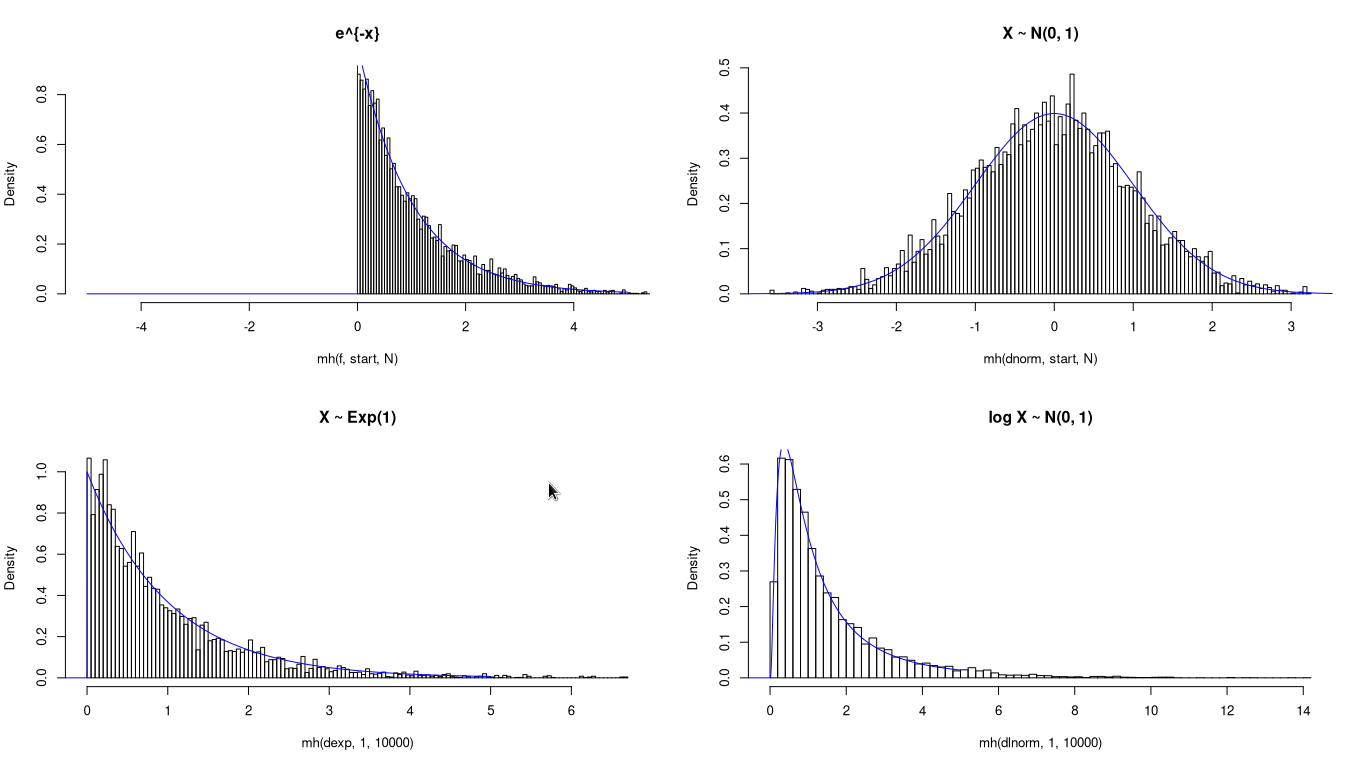 e^{-x}
Density
0.0 0.2 0.4 0.6 0.8
-4 -2 0 2 4
mh(f, start, N)
X ~ N(0, 1)
Density
0.0 0.1 0.2 0.3 0.4 0.5
-3 -2 -1 0 1 2 3
mh(dnorm, start, N)
X ~ Exp(1)
Density
0.0 0.2 0.4 0.6 0.8 1.0
0 1 2 3 4 5 6
mh(dexp, 1, 10000)
log X ~ N(0, 1)
Density
0.0 0.1 0.2 0.3 0.4 0.5 0.6
0 2 4 6 8 10 12 14
mh(dlnorm, 1, 10000)